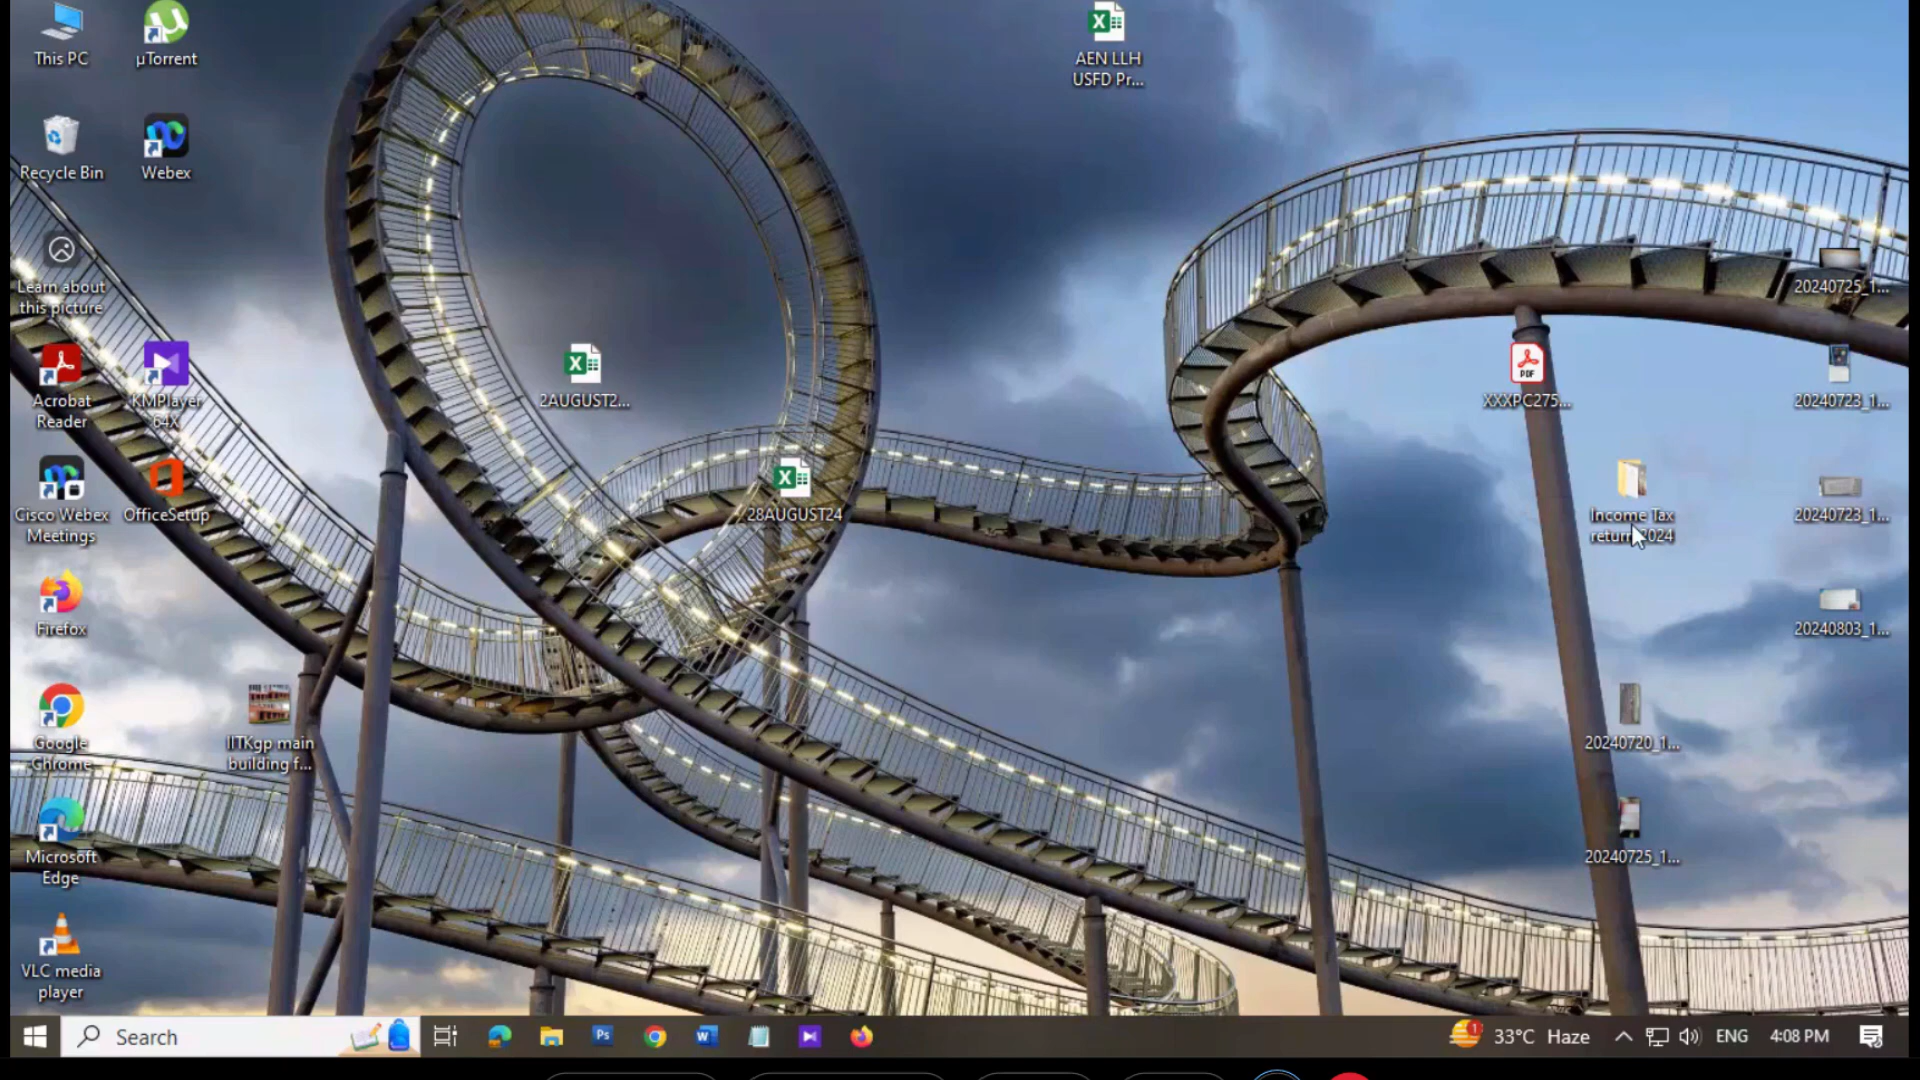 This PC
µTorrent
AEN LLH
USFD Pr...
Recycle Bin
Webex
Learn about
this picture
20240725_1...
Acrobat
Reader
KMPlayer
64X
2AUGUST2...
XXXPC275...
20240723_1...
Cisco Webex
Meetings
OfficeSetup
28AUGUST24
Income Tax
return 2024
20240723_1...
Firefox
20240803_1...
Google
Chrome
IITKgp main
building f...
20240720_1...
Microsoft
Edge
20240725_1...
VLC media
player
Search
33°C Haze
ENG
4:08 PM